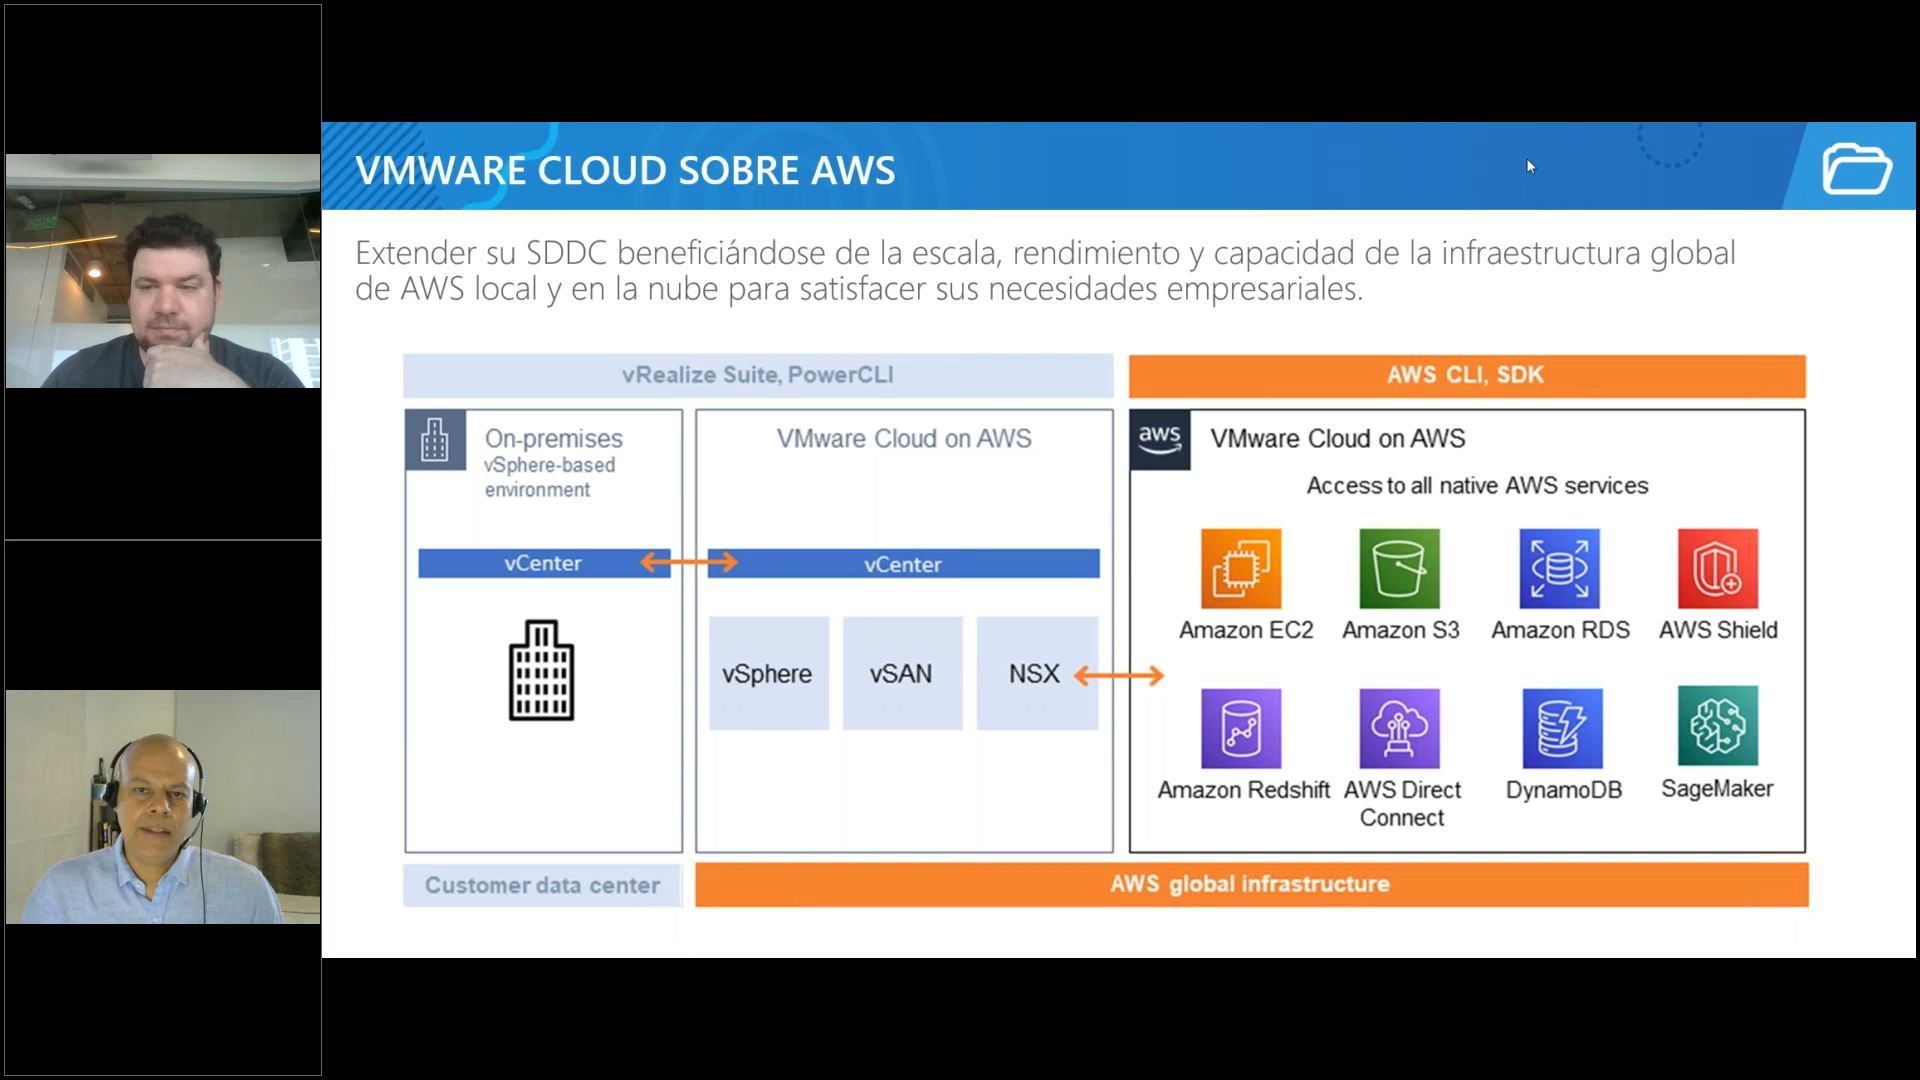 VMWARE CLOUD SOBRE AWS
Extender su SDDC beneficiándose de la escala, rendimiento y capacidad de la infraestructura global
de AWS local y en la nube para satisfacer sus necesidades empresariales.
vRealize Suite, PowerCLI
AWS CLI, SDK
On-premises
vSphere-based
environment
VMware Cloud on AWS
aws
VMware Cloud on AWS
Access to all native AWS services
vCenter
vCenter
vSphere
vSAN
NSX
Amazon EC2
Amazon S3
Amazon RDS
AWS Shield
Amazon Redshift
AWS Direct
Connect
DynamoDB
SageMaker
Customer data center
AWS global infrastructure